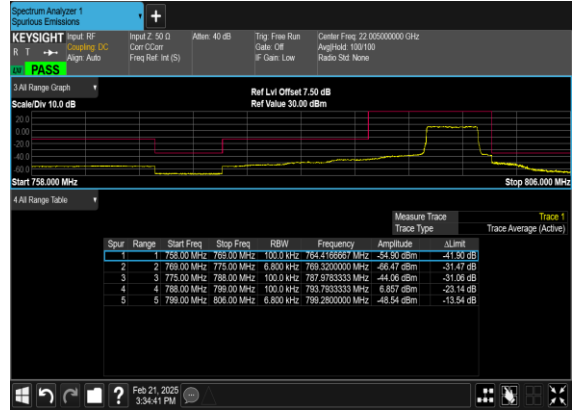 Spectrum Analyzer 1
Spurious Emissions
KEYSIGHT Input: RF Input Z: 50 Ω Atten: 40 dB Trig: Free Run Center Freq: 22.005000000 GHz
R T Coupling: DC Corr CCorr Gate: Off Avg|Hold: 100/100
Align: Auto Freq Ref: Int (S) IF Gain: Low Radio Std: None
LW PASS
3 All Range Graph
Ref Lvl Offset 7.50 dB
Scale/Div 10.0 dB Ref Value 30.00 dBm
20.0
0.00
-20.0
-40.0
-60.0
Start 758.000 MHz Stop 806.000 MHz
4 All Range Table
Measure Trace Trace 1
Trace Type Trace Average (Active)
Spur Range Start Freq Stop Freq RBW Frequency Amplitude ΔLimit
1 1 758.00 MHz 769.00 MHz 100.0 kHz 764.4166667 MHz -54.90 dBm -41.90 dB
2 2 769.00 MHz 775.00 MHz 6.800 kHz 769.3200000 MHz -66.47 dBm -31.47 dB
3 3 775.00 MHz 788.00 MHz 100.0 kHz 787.9783333 MHz -44.06 dBm -31.06 dB
4 4 788.00 MHz 799.00 MHz 100.0 kHz 793.7933333 MHz 6.857 dBm -23.14 dB
5 5 799.00 MHz 806.00 MHz 6.800 kHz 799.2800000 MHz -48.54 dBm -13.54 dB
? Feb 21, 2025
3:34:41 PM